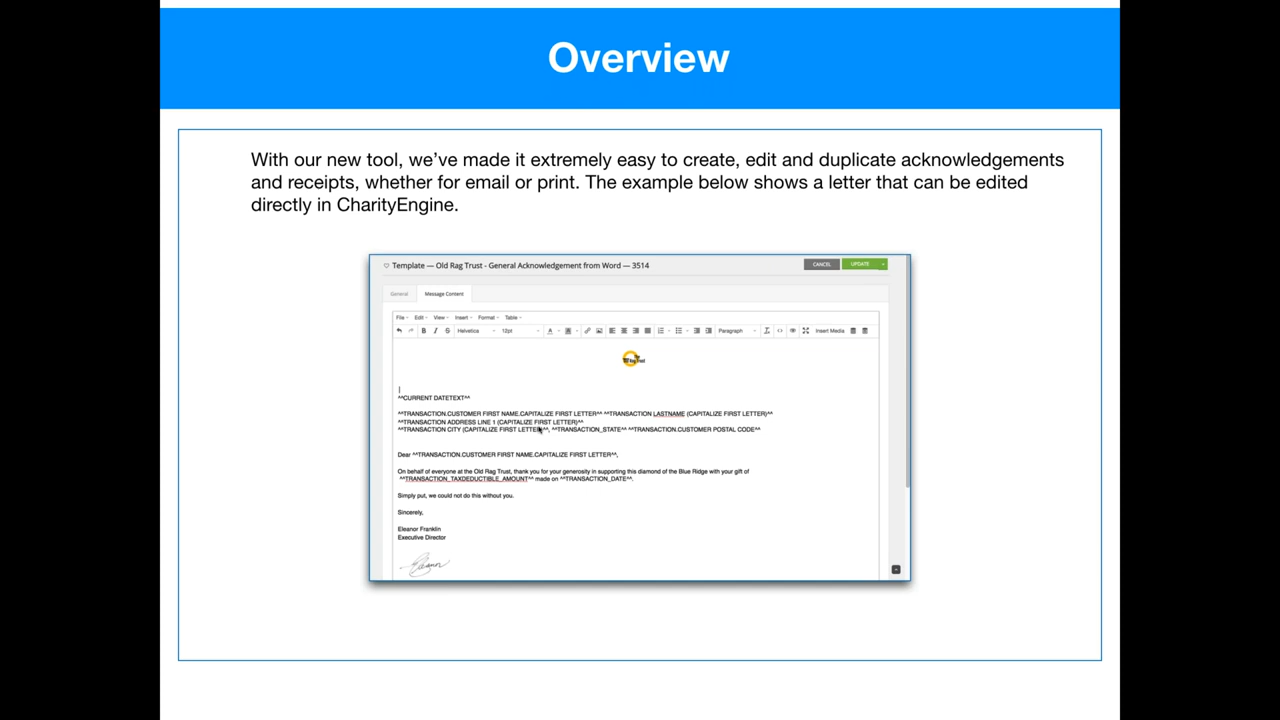 Overview
With our new tool, we’ve made it extremely easy to create, edit and duplicate acknowledgements
and receipts, whether for email or print. The example below shows a letter that can be edited
directly in CharityEngine.
Template — Old Rag Trust - General Acknowledgement from Word — 3514
CANCEL
UPDATE
General
Message Content
File Edit View Insert Format Table
B I S Helvetica 12pt A A Paragraph Insert Media
Rag Trust
^^CURRENT DATETEXT^^
^^TRANSACTION.CUSTOMER FIRST NAME.CAPITALIZE FIRST LETTER^^ ^^TRANSACTION LASTNAME (CAPITALIZE FIRST LETTER)^^
^^TRANSACTION ADDRESS LINE 1 (CAPITALIZE FIRST LETTER)^^
^^TRANSACTION CITY (CAPITALIZE FIRST LETTER)^^, ^^TRANSACTION_STATE^^ ^^TRANSACTION.CUSTOMER POSTAL CODE^^
Dear ^^TRANSACTION.CUSTOMER FIRST NAME.CAPITALIZE FIRST LETTER^^,
On behalf of everyone at the Old Rag Trust, thank you for your generosity in supporting this diamond of the Blue Ridge with your gift of
^^TRANSACTION_TAXDEDUCTIBLE_AMOUNT^^ made on ^^TRANSACTION_DATE^^.
Simply put, we could not do this without you.
Sincerely,
Eleanor Franklin
Executive Director
Eleanor